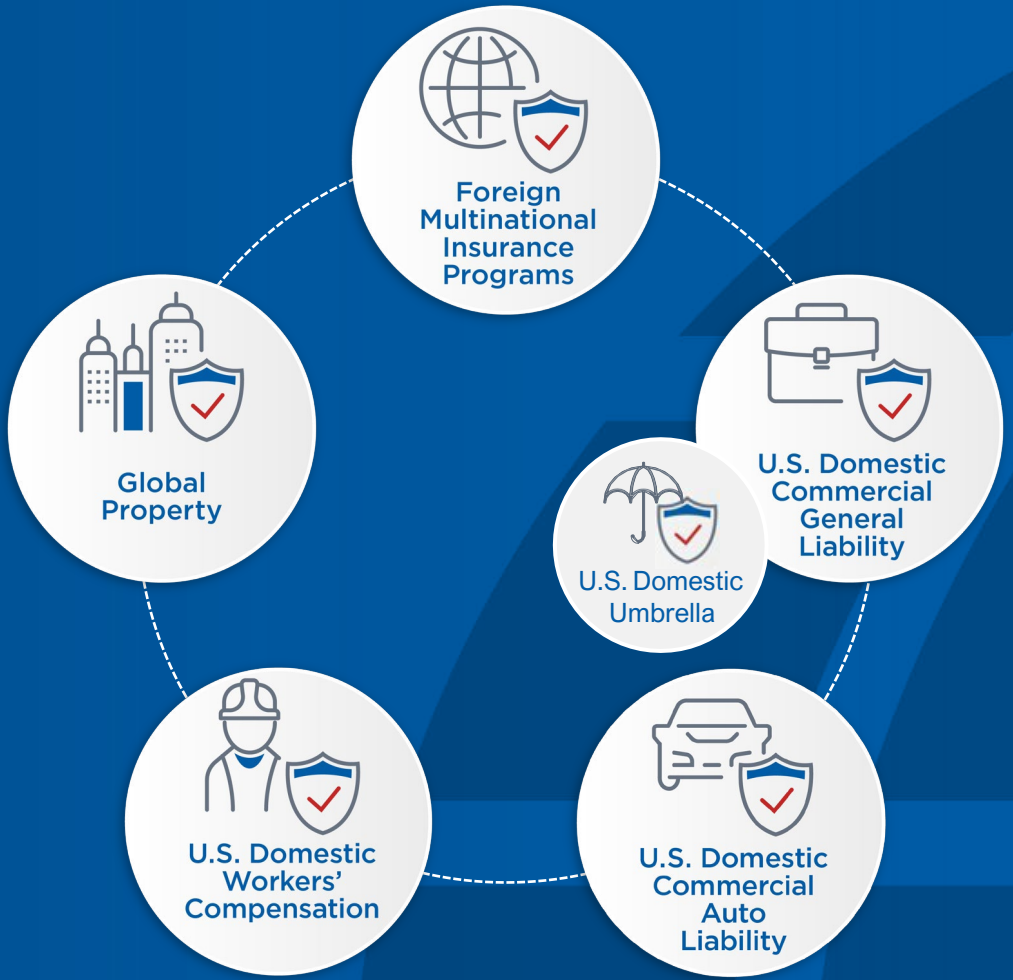 Foreign
Multinational
Insurance
Programs
Global
Property
U.S. Domestic
Commercial
General
Liability
U.S. Domestic
Umbrella
U.S. Domestic
Workers’
Compensation
U.S. Domestic
Commercial
Auto
Liability